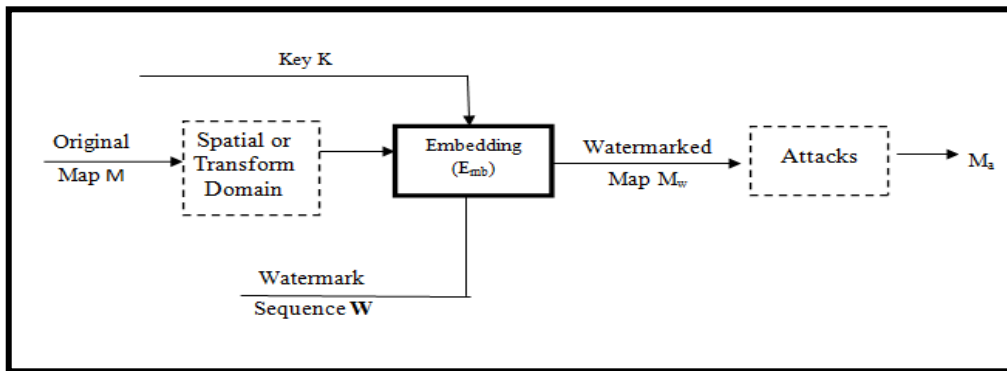 Key K
Original
Map M
Spatial or
Transform
Domain
Embedding
(Emb)
Watermarked
Map Mw
Attacks
Ma
Watermark
Sequence W